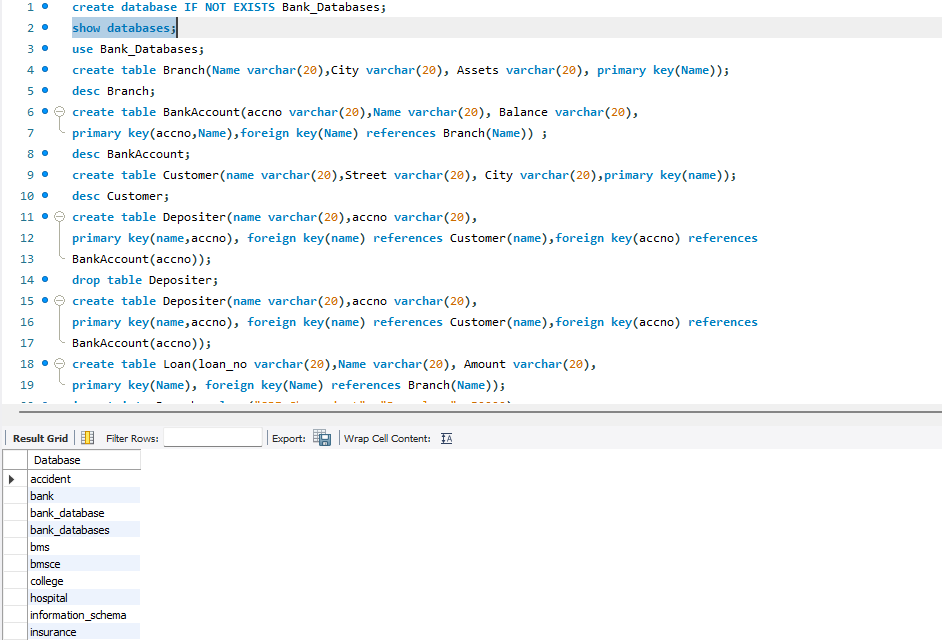 1 create database IF NOT EXISTS Bank_Databases;
2 show databases;
3 use Bank_Databases;
4 create table Branch(Name varchar(20),City varchar(20), Assets varchar(20), primary key(Name));
5 desc Branch;
6 create table BankAccount(accno varchar(20),Name varchar(20), Balance varchar(20),
7 primary key(accno,Name),foreign key(Name) references Branch(Name)) ;
8 desc BankAccount;
9 create table Customer(name varchar(20),Street varchar(20), City varchar(20),primary key(name));
10 desc Customer;
11 create table Depositer(name varchar(20),accno varchar(20),
12 primary key(name,accno), foreign key(name) references Customer(name),foreign key(accno) references
13 BankAccount(accno));
14 drop table Depositer;
15 create table Depositer(name varchar(20),accno varchar(20),
16 primary key(name,accno), foreign key(name) references Customer(name),foreign key(accno) references
17 BankAccount(accno));
18 create table Loan(loan_no varchar(20),Name varchar(20), Amount varchar(20),
19 primary key(Name), foreign key(Name) references Branch(Name));
Result Grid Filter Rows: Export: Wrap Cell Content:
Database
accident
bank
bank_database
bank_databases
bms
bmsce
college
hospital
information_schema
insurance